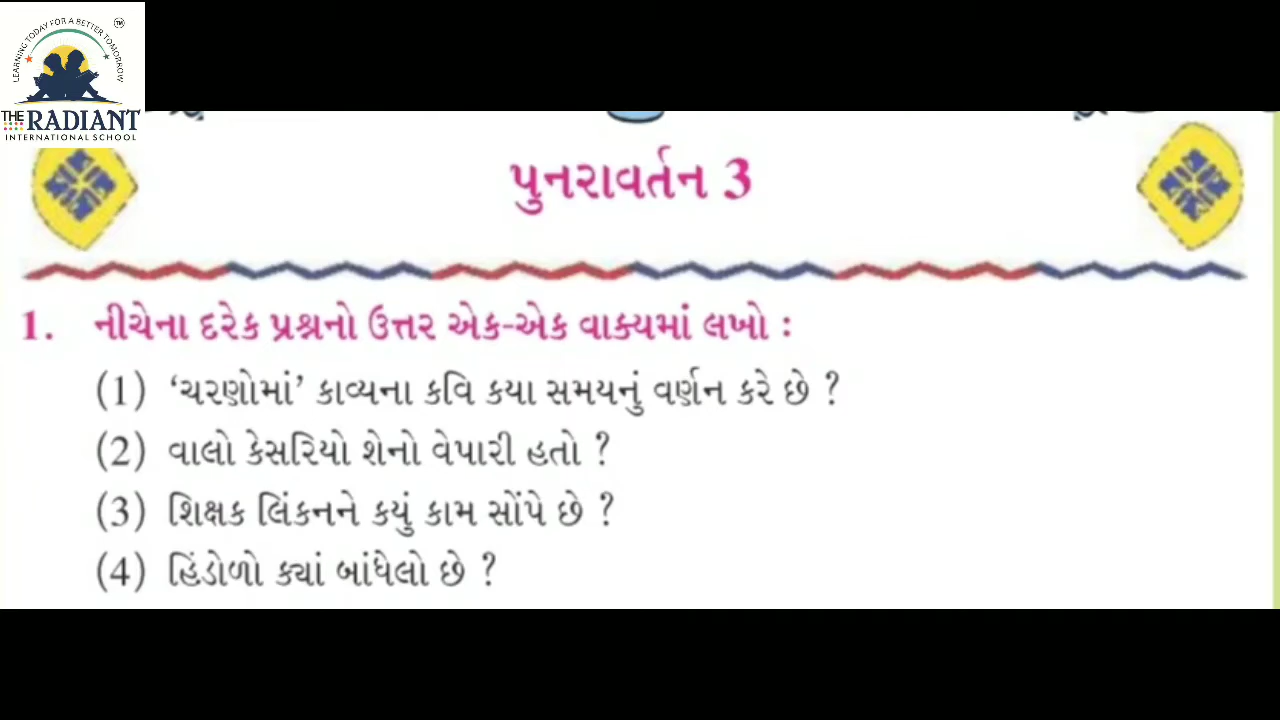 LEARNING TODAY FOR A BETTER TOMORROW
TM
THE RADIANT
INTERNATIONAL SCHOOL
પુનરાવર્તન 3
1. નીચેના દરેક પ્રશ્નનો ઉત્તર એક-એક વાક્યમાં લખો :
(1) ‘ચરણોમાં’ કાવ્યના કવિ કયા સમયનું વર્ણન કરે છે ?
(2) વાલો કેસરિયો શેનો વેપારી હતો ?
(3) શિક્ષક લિંકનને કયું કામ સોંપે છે ?
(4) હિંડોળો ક્યાં બાંધેલો છે ?